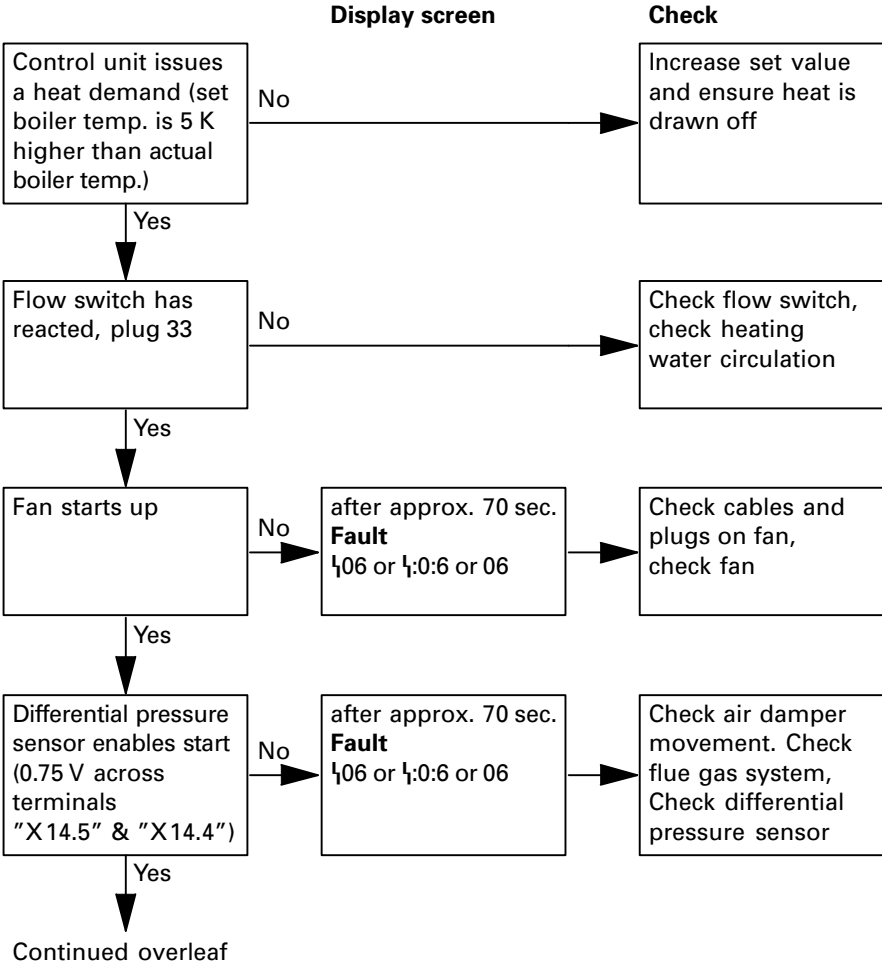 Display screen
Check
Control unit issues
a heat demand (set
boiler temp. is 5 K
higher than actual
boiler temp.)
No
Increase set value
and ensure heat is
drawn off
Yes
Flow switch has
reacted, plug 33
No
Check flow switch,
check heating
water circulation
Yes
Fan starts up
No
after approx. 70 sec.
Fault
Ϟ06 or Ϟ:0:6 or 06
Check cables and
plugs on fan,
check fan
Yes
Differential pressure
sensor enables start
(0.75 V across
terminals
"X14.5" & "X14.4")
No
after approx. 70 sec.
Fault
Ϟ06 or Ϟ:0:6 or 06
Check air damper
movement. Check
flue gas system,
Check differential
pressure sensor
Yes
Continued overleaf